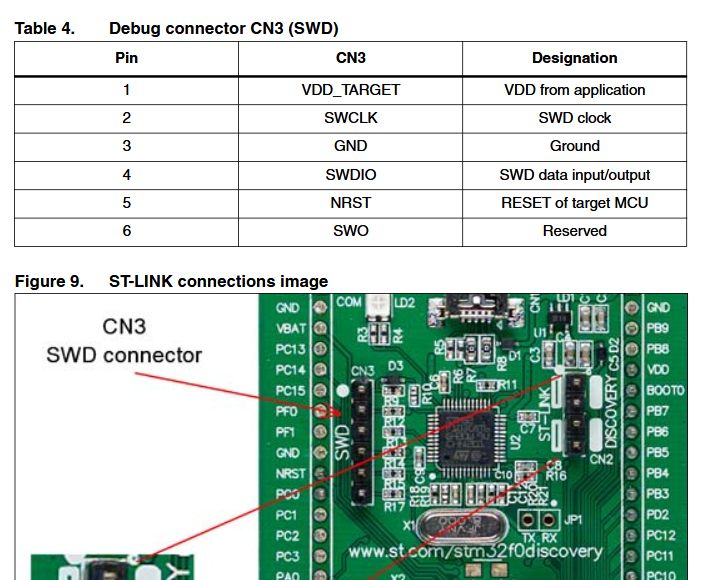 Table 4. Debug connector CN3 (SWD)
Pin CN3 Designation
1 VDD_TARGET VDD from application
2 SWCLK SWD clock
3 GND Ground
4 SWDIO SWD data input/output
5 NRST RESET of target MCU
6 SWO Reserved
Figure 9. ST-LINK connections image
CN3
SWD connector
GND
VBAT
PC13
PC14
PC15
PF0
PF1
GND
NRST
PC0
PC1
PC2
PC3
PA0
COM
LD2
R3
R4
CN3
D3
R10
SWD
R17
CN1
LD1
U1
D1
R5
R6
R7
R8
R11
C3
C5
D2
U2
C7
C9
C10
R18
R19
R16
R21
X1
X2
ST-LINK
DISCOVERY
CN2
JP1
TX RX
www.st.com/stm32f0discovery
GND
PB9
PB8
VDD
BOOT0
PB7
PB6
PB5
PB4
PB3
PD2
PC12
PC11
PC10